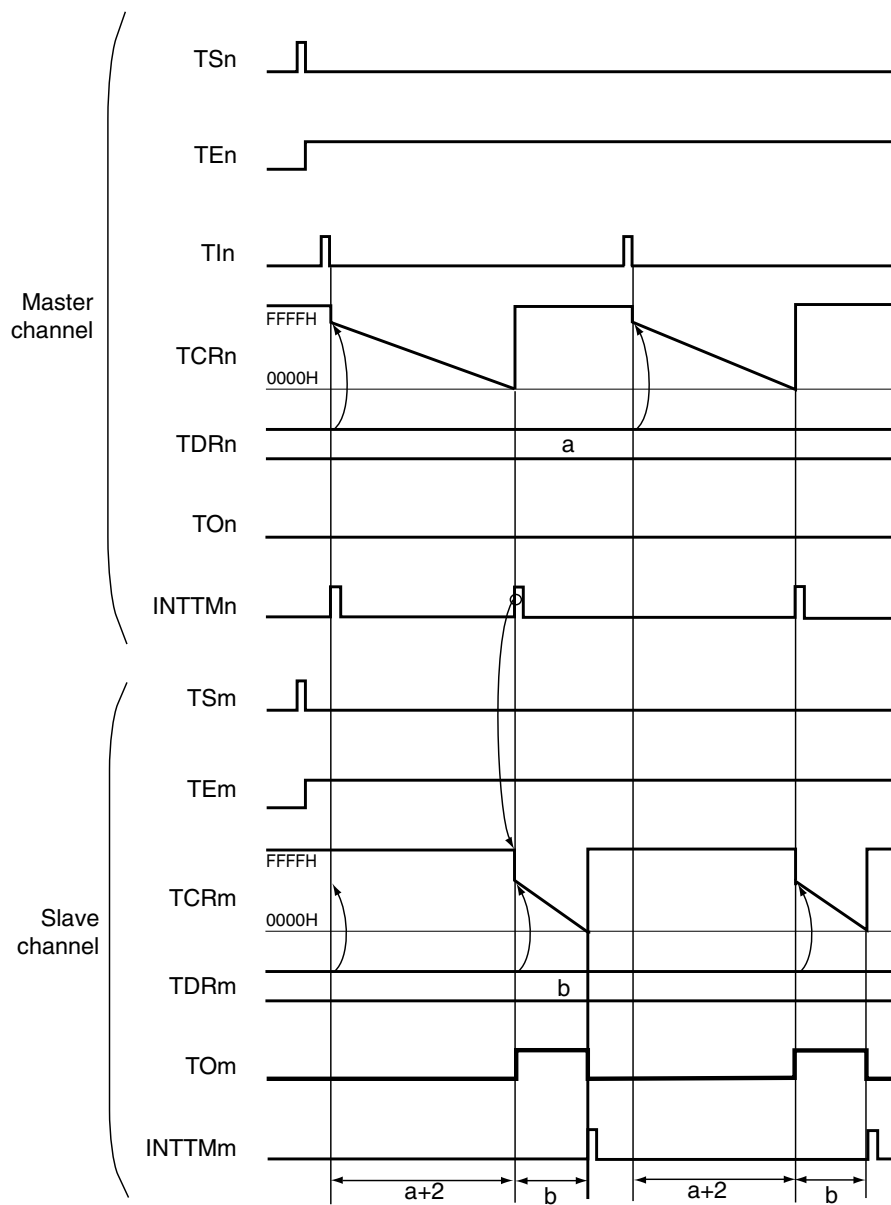 TSn
TEn
TIn
Master
channel
FFFFH
TCRn
0000H
TDRn
a
TOn
INTTMn
TSm
TEm
FFFFH
TCRm
Slave
channel
0000H
TDRm
b
TOm
INTTMm
a+2
b
a+2
b